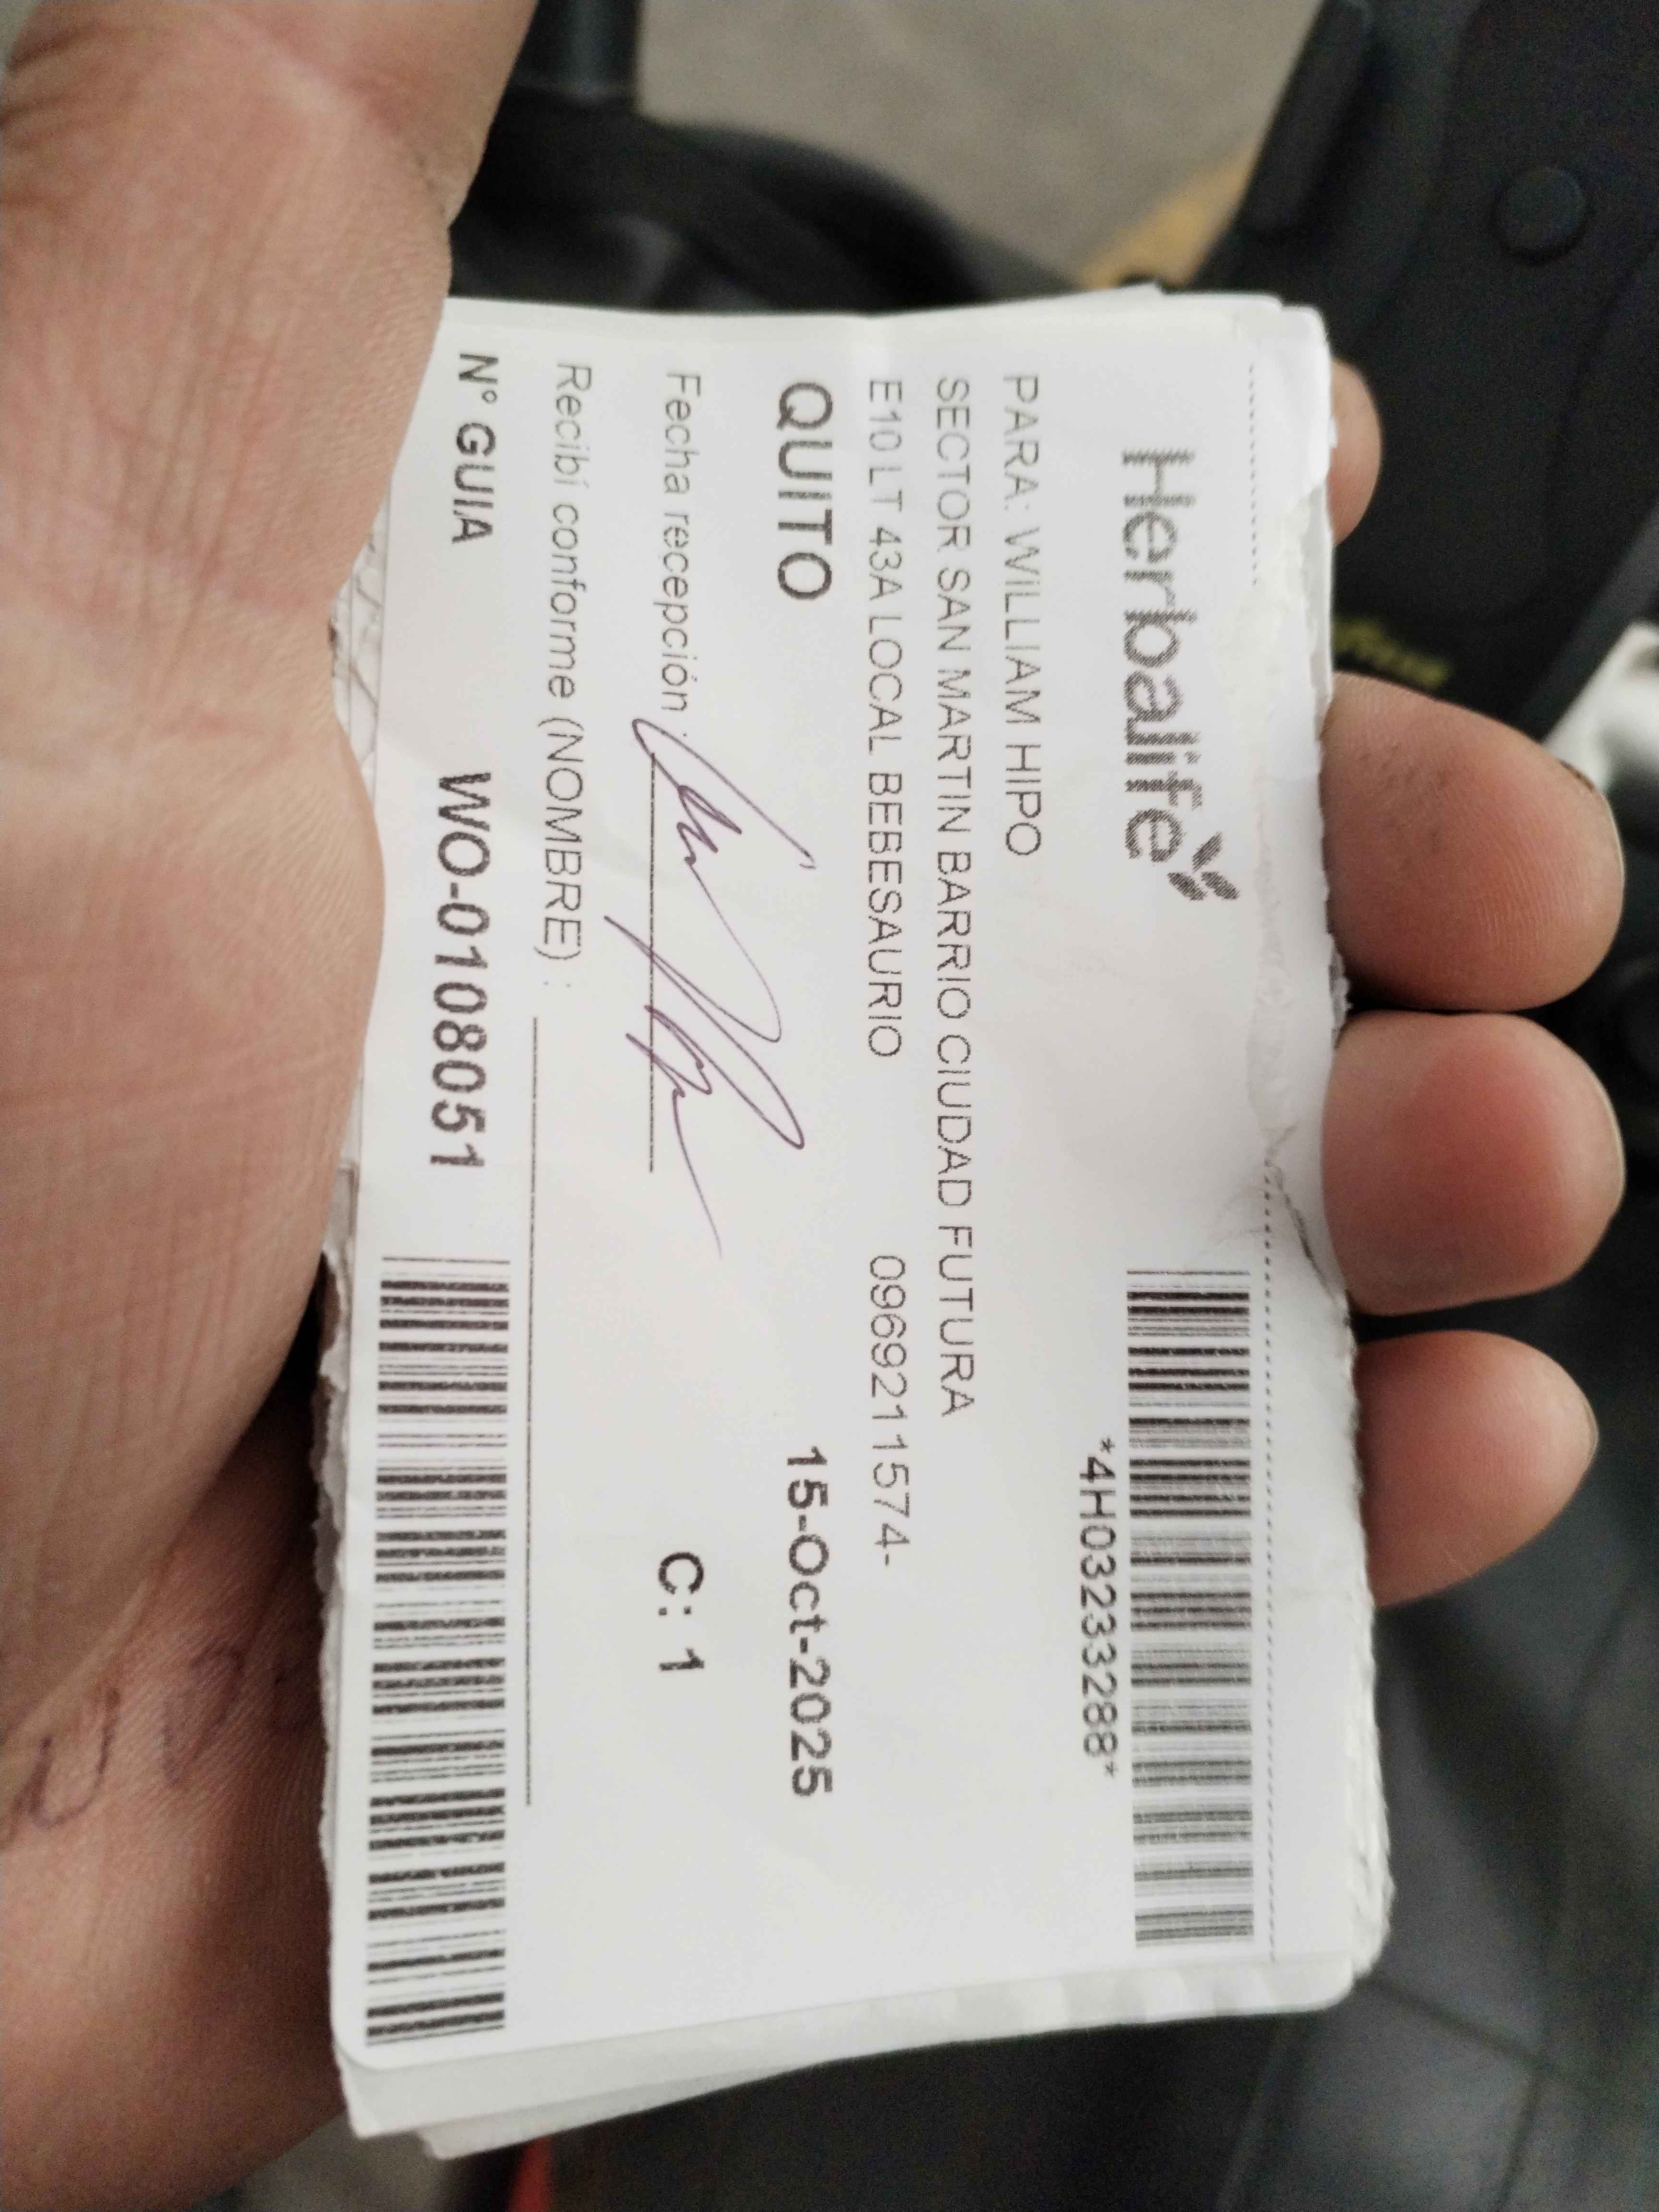 Herbalife
*4H03233288*
PARA: WILLIAM HIPO
SECTOR SAN MARTIN BARRIO CIUDAD FUTURA
E10 LT 43A LOCAL BEBESAURIO 0969211574-
QUITO 15-Oct-2025
Fecha recepción : C: 1
Recibí conforme (NOMBRE) :
N° GUIA WO-0108051